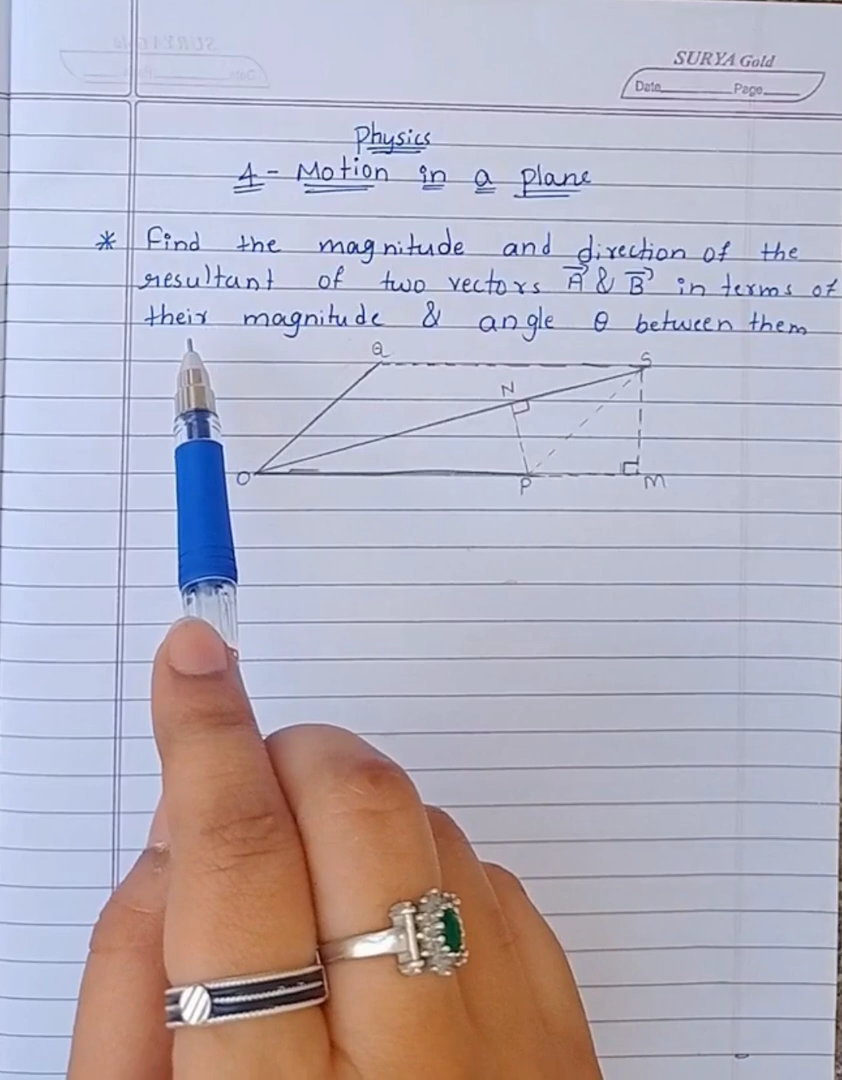 SURYA Gold
Date Page
Physics
4 - Motion in a plane
* Find the magnitude and direction of the
resultant of two vectors A⃗ & B⃗ in terms of
their magnitude & angle θ between them
Q S
N
O P M